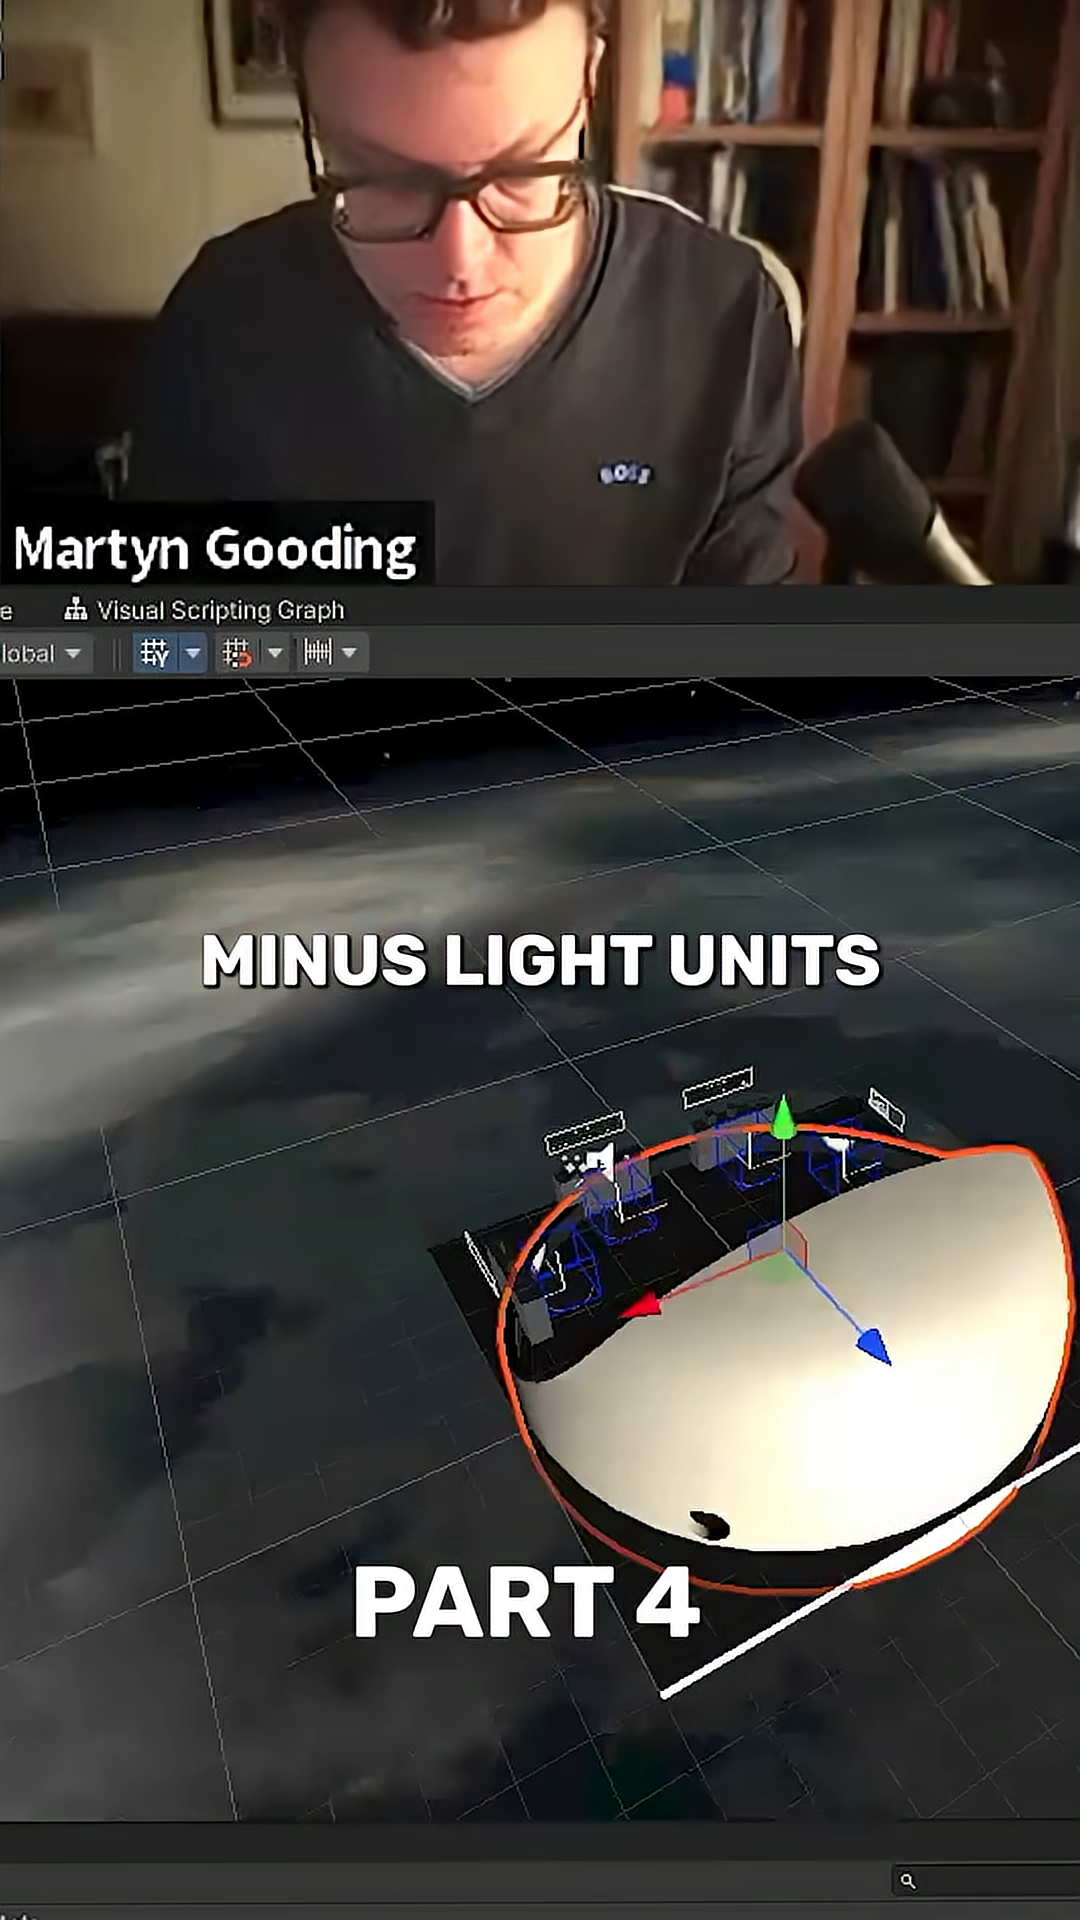 Martyn Gooding
e
Visual Scripting Graph
lobal
MINUS LIGHT UNITS
PART 4